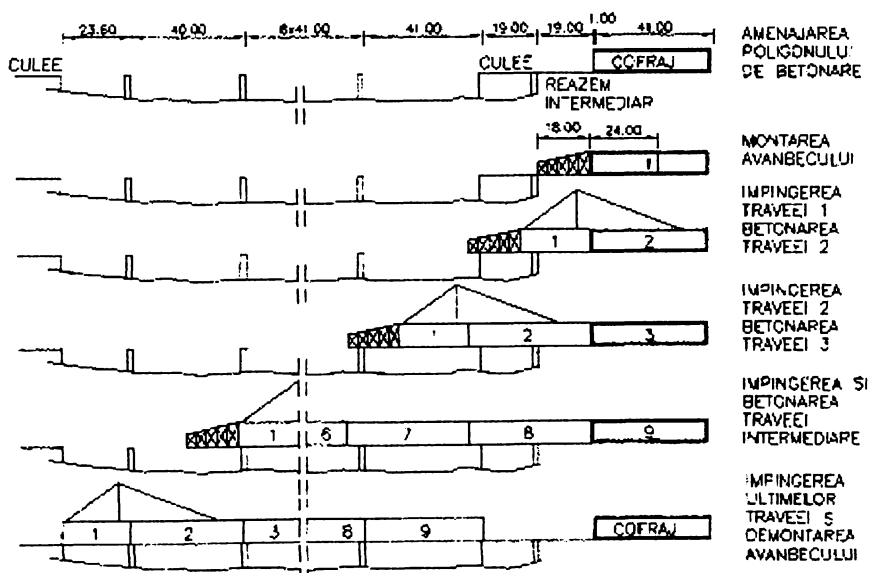 23.60 40.00 8x41.00 41.00 19.00 19.00 1.00
AMENAJAREA
POLIGONULUI
DE BETONARE
CULEE CULEE COFRAJ
REAZEM
INTERMEDIAR
18.00 24.00
MONTAREA
AVANBECULUI
1
IMPINGEREA
TRAVEEI 1
BETONAREA
TRAVEEI 2
1 2
IMPINGEREA
TRAVEEI 2
BETONAREA
TRAVEEI 3
1 2 3
IMPINGEREA SI
BETONAREA
TRAVEEI
INTERMEDIARE
1 6 7 8 9
IMPINGEREA
ULTIMELOR
TRAVEEI S
DEMONTAREA
AVANBECULUI
1 2 3 8 9 COFRAJ